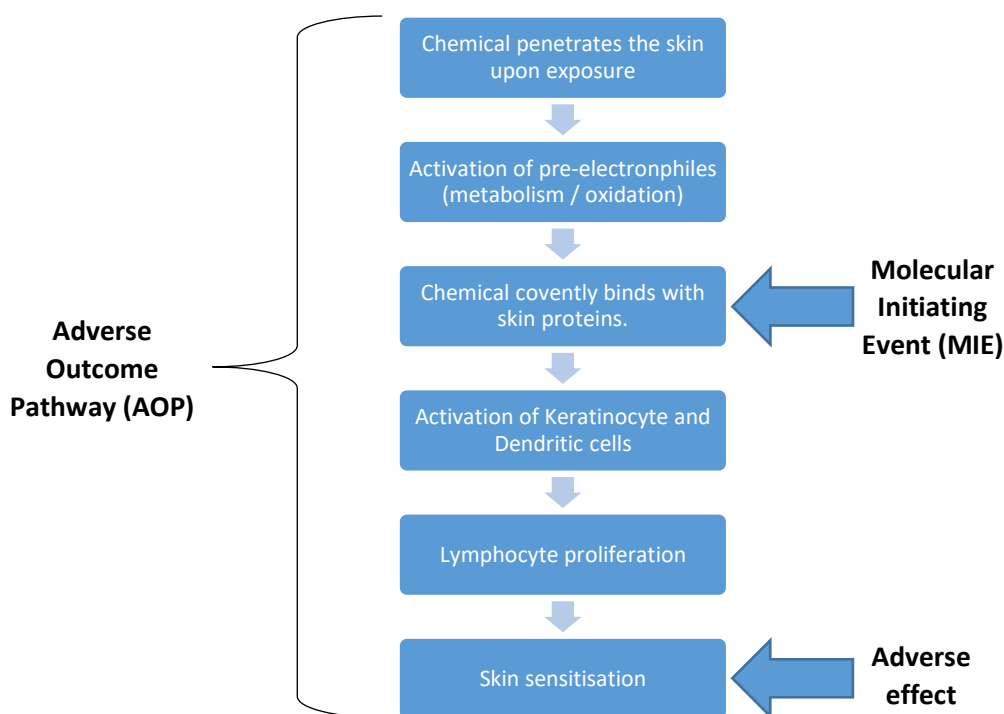 Chemical penetrates the skin
upon exposure
Activation of pre-electronphiles
(metabolism / oxidation)
Chemical covently binds with
skin proteins.
Molecular
Initiating
Event (MIE)
Adverse
Outcome
Pathway (AOP)
Activation of Keratinocyte and
Dendritic cells
Lymphocyte proliferation
Skin sensitisation
Adverse
effect